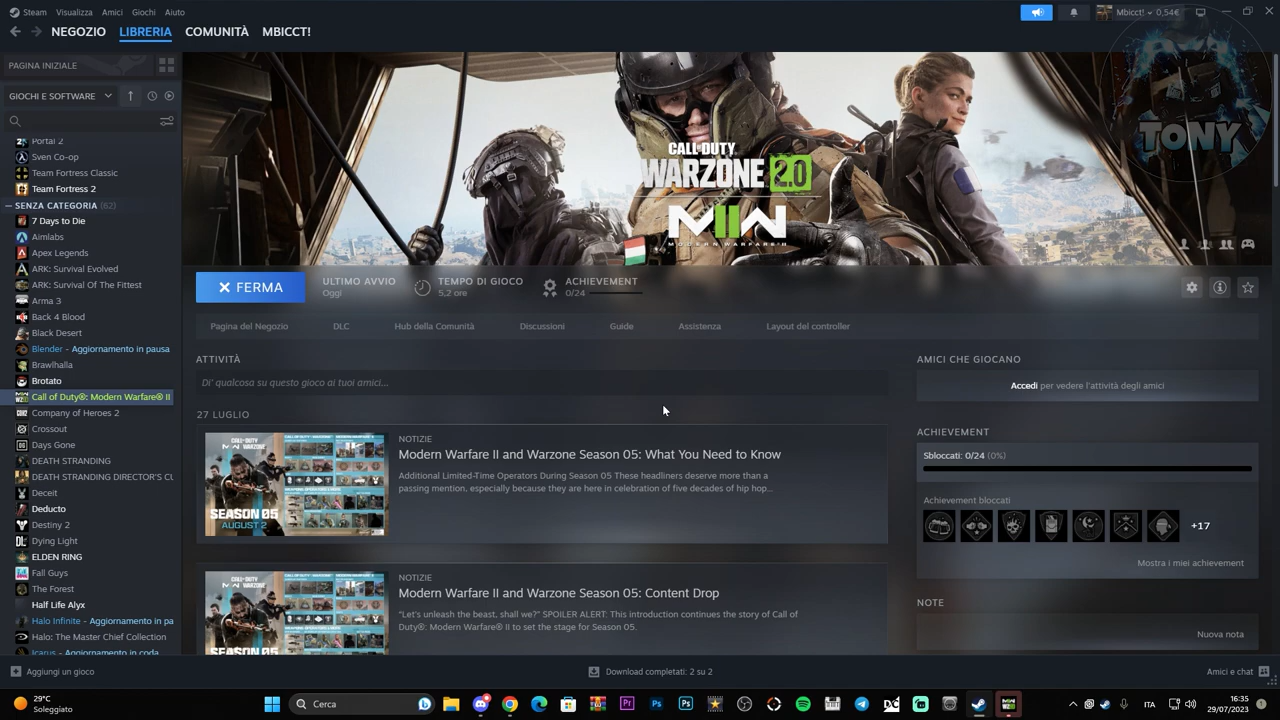 Steam Visualizza Amici Giochi Aiuto
Mbicct! 0,54€
NEGOZIO LIBRERIA COMUNITÀ MBICCT!
TONY
PAGINA INIZIALE
GIOCHI E SOFTWARE
Portal 2
Sven Co-op
Team Fortress Classic
Team Fortress 2
SENZA CATEGORIA (62)
7 Days to Die
Aimlabs
Apex Legends
ARK: Survival Evolved
ARK: Survival Of The Fittest
Arma 3
Back 4 Blood
Black Desert
Blender - Aggiornamento in pausa
Brawlhalla
Brotato
Call of Duty®: Modern Warfare® II
Company of Heroes 2
Crossout
Days Gone
DEATH STRANDING
DEATH STRANDING DIRECTOR'S CU
Deceit
Deducto
Destiny 2
Dying Light
ELDEN RING
Fall Guys
The Forest
Half Life Alyx
Halo Infinite - Aggiornamento in pa
Halo: The Master Chief Collection
Icarus - Aggiornamento in coda
CALL OF DUTY
WARZONE 2.0
MWII
MODERN WARFARE II
FERMA
ULTIMO AVVIO
Oggi
TEMPO DI GIOCO
5,2 ore
ACHIEVEMENT
0/24
Pagina del Negozio DLC Hub della Comunità Discussioni Guide Assistenza Layout del controller
ATTIVITÀ
Di' qualcosa su questo gioco ai tuoi amici...
27 LUGLIO
SEASON 05
AUGUST 2
NOTIZIE
Modern Warfare II and Warzone Season 05: What You Need to Know
Additional Limited-Time Operators During Season 05 These headliners deserve more than a
passing mention, especially because they are here in celebration of five decades of hip hop...
SEASON 05
NOTIZIE
Modern Warfare II and Warzone Season 05: Content Drop
"Let's unleash the beast, shall we?" SPOILER ALERT: This introduction continues the story of Call of
Duty®: Modern Warfare® II to set the stage for Season 05.
AMICI CHE GIOCANO
Accedi per vedere l'attività degli amici
ACHIEVEMENT
Sbloccati: 0/24 (0%)
Achievement bloccati
+17
Mostra i miei achievement
NOTE
Nuova nota
Aggiungi un gioco
Download completati: 2 su 2
Amici e chat
29°C
Soleggiato
Cerca
ITA
16:35
29/07/2023